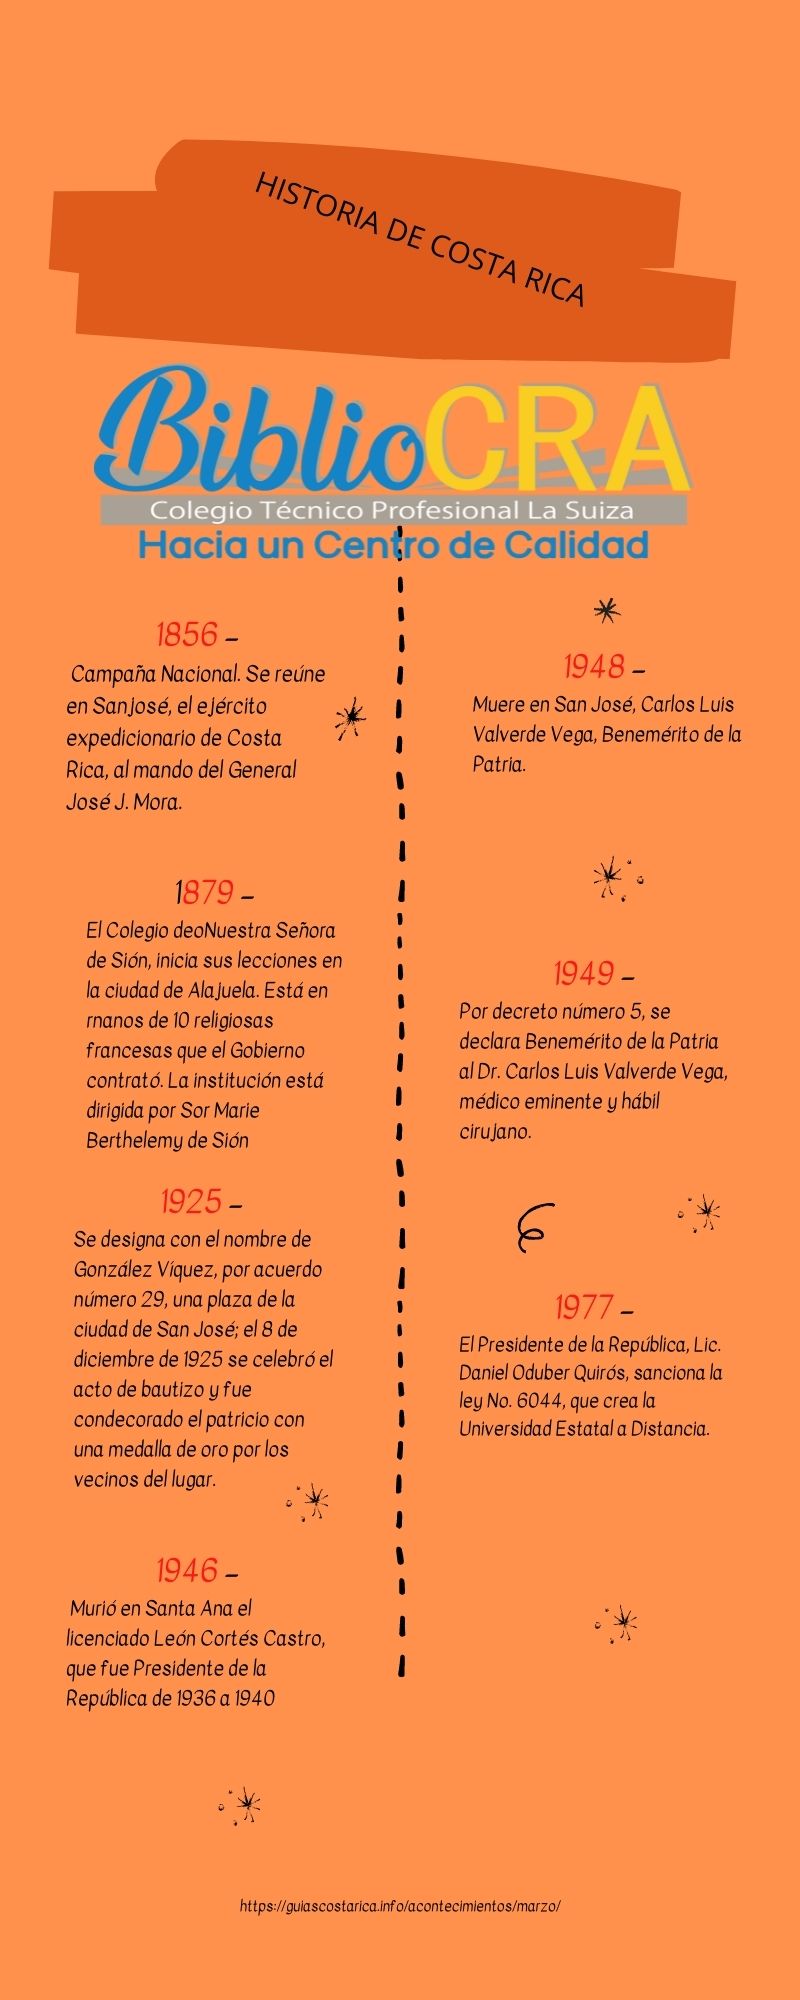 HISTORIA DE COSTA RICA
BiblioCRA
Colegio Técnico Profesional La Suiza
Hacia un Centro de Calidad
1856 –
Campaña Nacional. Se reúne
en San José, el ejército
expedicionario de Costa
Rica, al mando del General
José J. Mora.
1879 –
El Colegio deoNuestra Señora
de Sión, inicia sus lecciones en
la ciudad de Alajuela. Está en
rnanos de 10 religiosas
francesas que el Gobierno
contrató. La institución está
dirigida por Sor Marie
Berthelemy de Sión
1925 –
Se designa con el nombre de
González Víquez, por acuerdo
número 29, una plaza de la
ciudad de San José; el 8 de
diciembre de 1925 se celebró el
acto de bautizo y fue
condecorado el patricio con
una medalla de oro por los
vecinos del lugar.
1946 –
Murió en Santa Ana el
licenciado León Cortés Castro,
que fue Presidente de la
República de 1936 a 1940
1948 –
Muere en San José, Carlos Luis
Valverde Vega, Benemérito de la
Patria.
1949 –
Por decreto número 5, se
declara Benemérito de la Patria
al Dr. Carlos Luis Valverde Vega,
médico eminente y hábil
cirujano.
1977 –
El Presidente de la República, Lic.
Daniel Oduber Quirós, sanciona la
ley No. 6044, que crea la
Universidad Estatal a Distancia.
https://guiascostarica.info/acontecimientos/marzo/